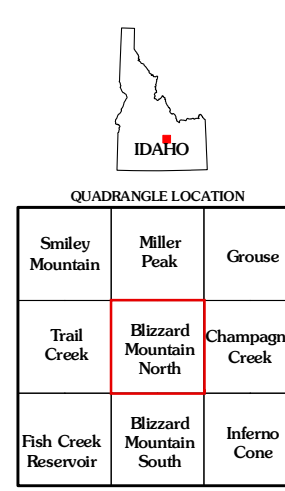 IDAHO
QUADRANGLE LOCATION
Smiley
Mountain
Miller
Peak
Grouse
Trail
Creek
Blizzard
Mountain
North
Champagn
Creek
Fish Creek
Reservoir
Blizzard
Mountain
South
Inferno
Cone